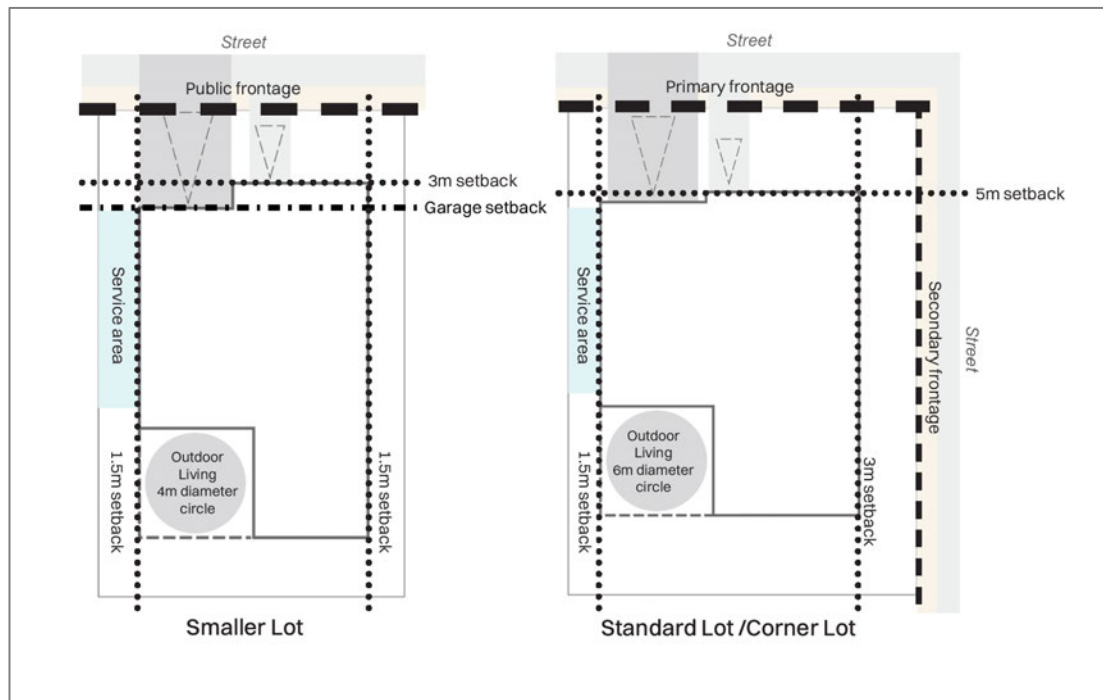 Street
Public frontage
3m setback
Garage setback
Service area
1.5m setback
Outdoor
Living
4m diameter
circle
1.5m setback
Smaller Lot
Street
Primary frontage
5m setback
Service area
Secondary frontage
Street
1.5m setback
Outdoor
Living
6m diameter
circle
3m setback
Standard Lot /Corner Lot